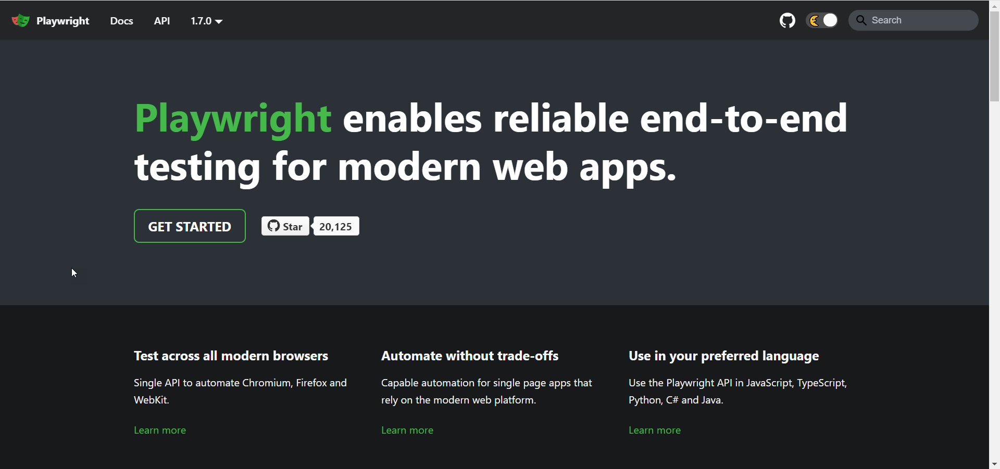 Playwright Docs API 1.7.0 Search
Playwright enables reliable end-to-end
testing for modern web apps.
GET STARTED Star 20,125
Test across all modern browsers
Single API to automate Chromium, Firefox and
WebKit.
Learn more
Automate without trade-offs
Capable automation for single page apps that
rely on the modern web platform.
Learn more
Use in your preferred language
Use the Playwright API in JavaScript, TypeScript,
Python, C# and Java.
Learn more